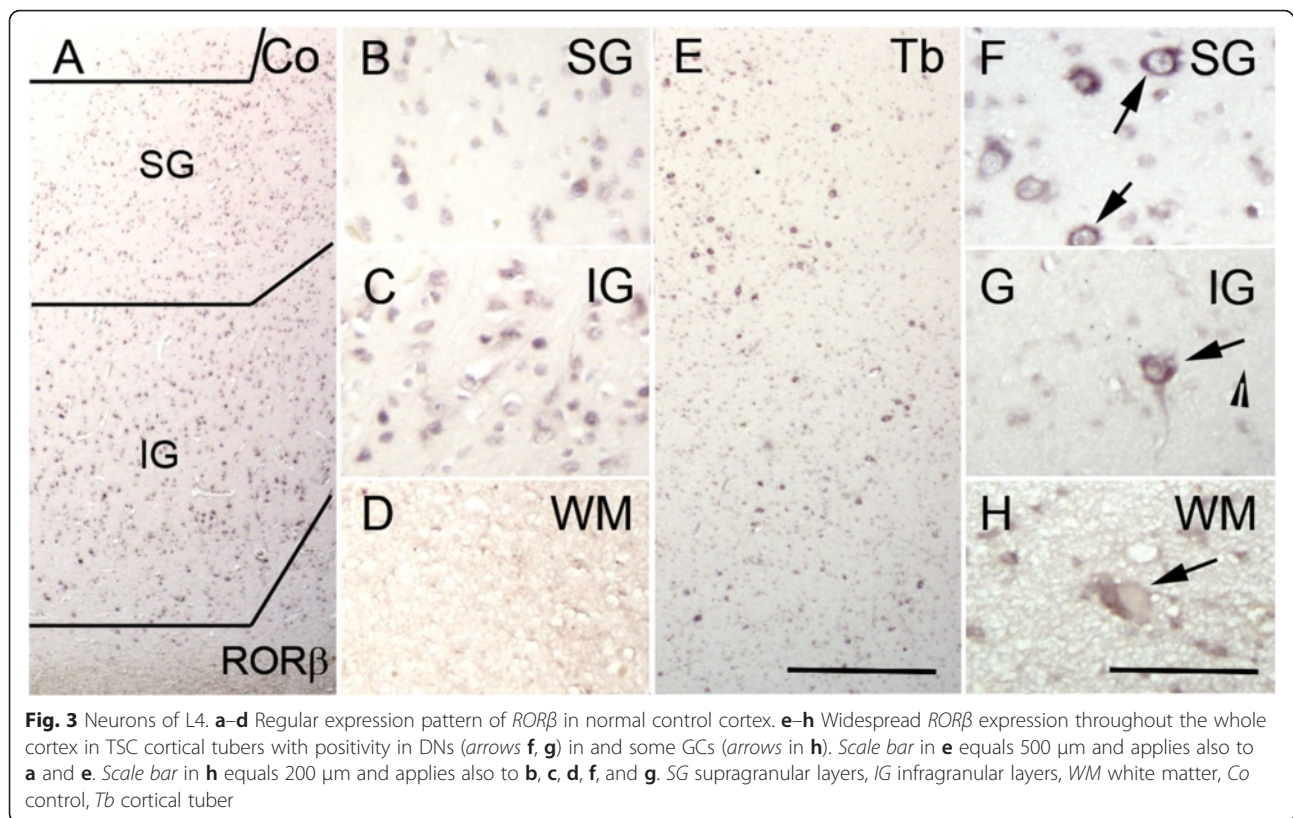 A
Co
SG
IG
RORβ
B
SG
C
IG
D
WM
E
Tb
F
SG
G
IG
H
WM
Fig. 3 Neurons of L4. a–d Regular expression pattern of RORβ in normal control cortex. e–h Widespread RORβ expression throughout the whole
cortex in TSC cortical tubers with positivity in DNs (arrows f, g) in and some GCs (arrows in h). Scale bar in e equals 500 μm and applies also to
a and e. Scale bar in h equals 200 μm and applies also to b, c, d, f, and g. SG supragranular layers, IG infragranular layers, WM white matter, Co
control, Tb cortical tuber